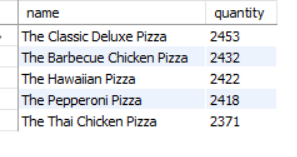 name quantity
The Classic Deluxe Pizza 2453
The Barbecue Chicken Pizza 2432
The Hawaiian Pizza 2422
The Pepperoni Pizza 2418
The Thai Chicken Pizza 2371